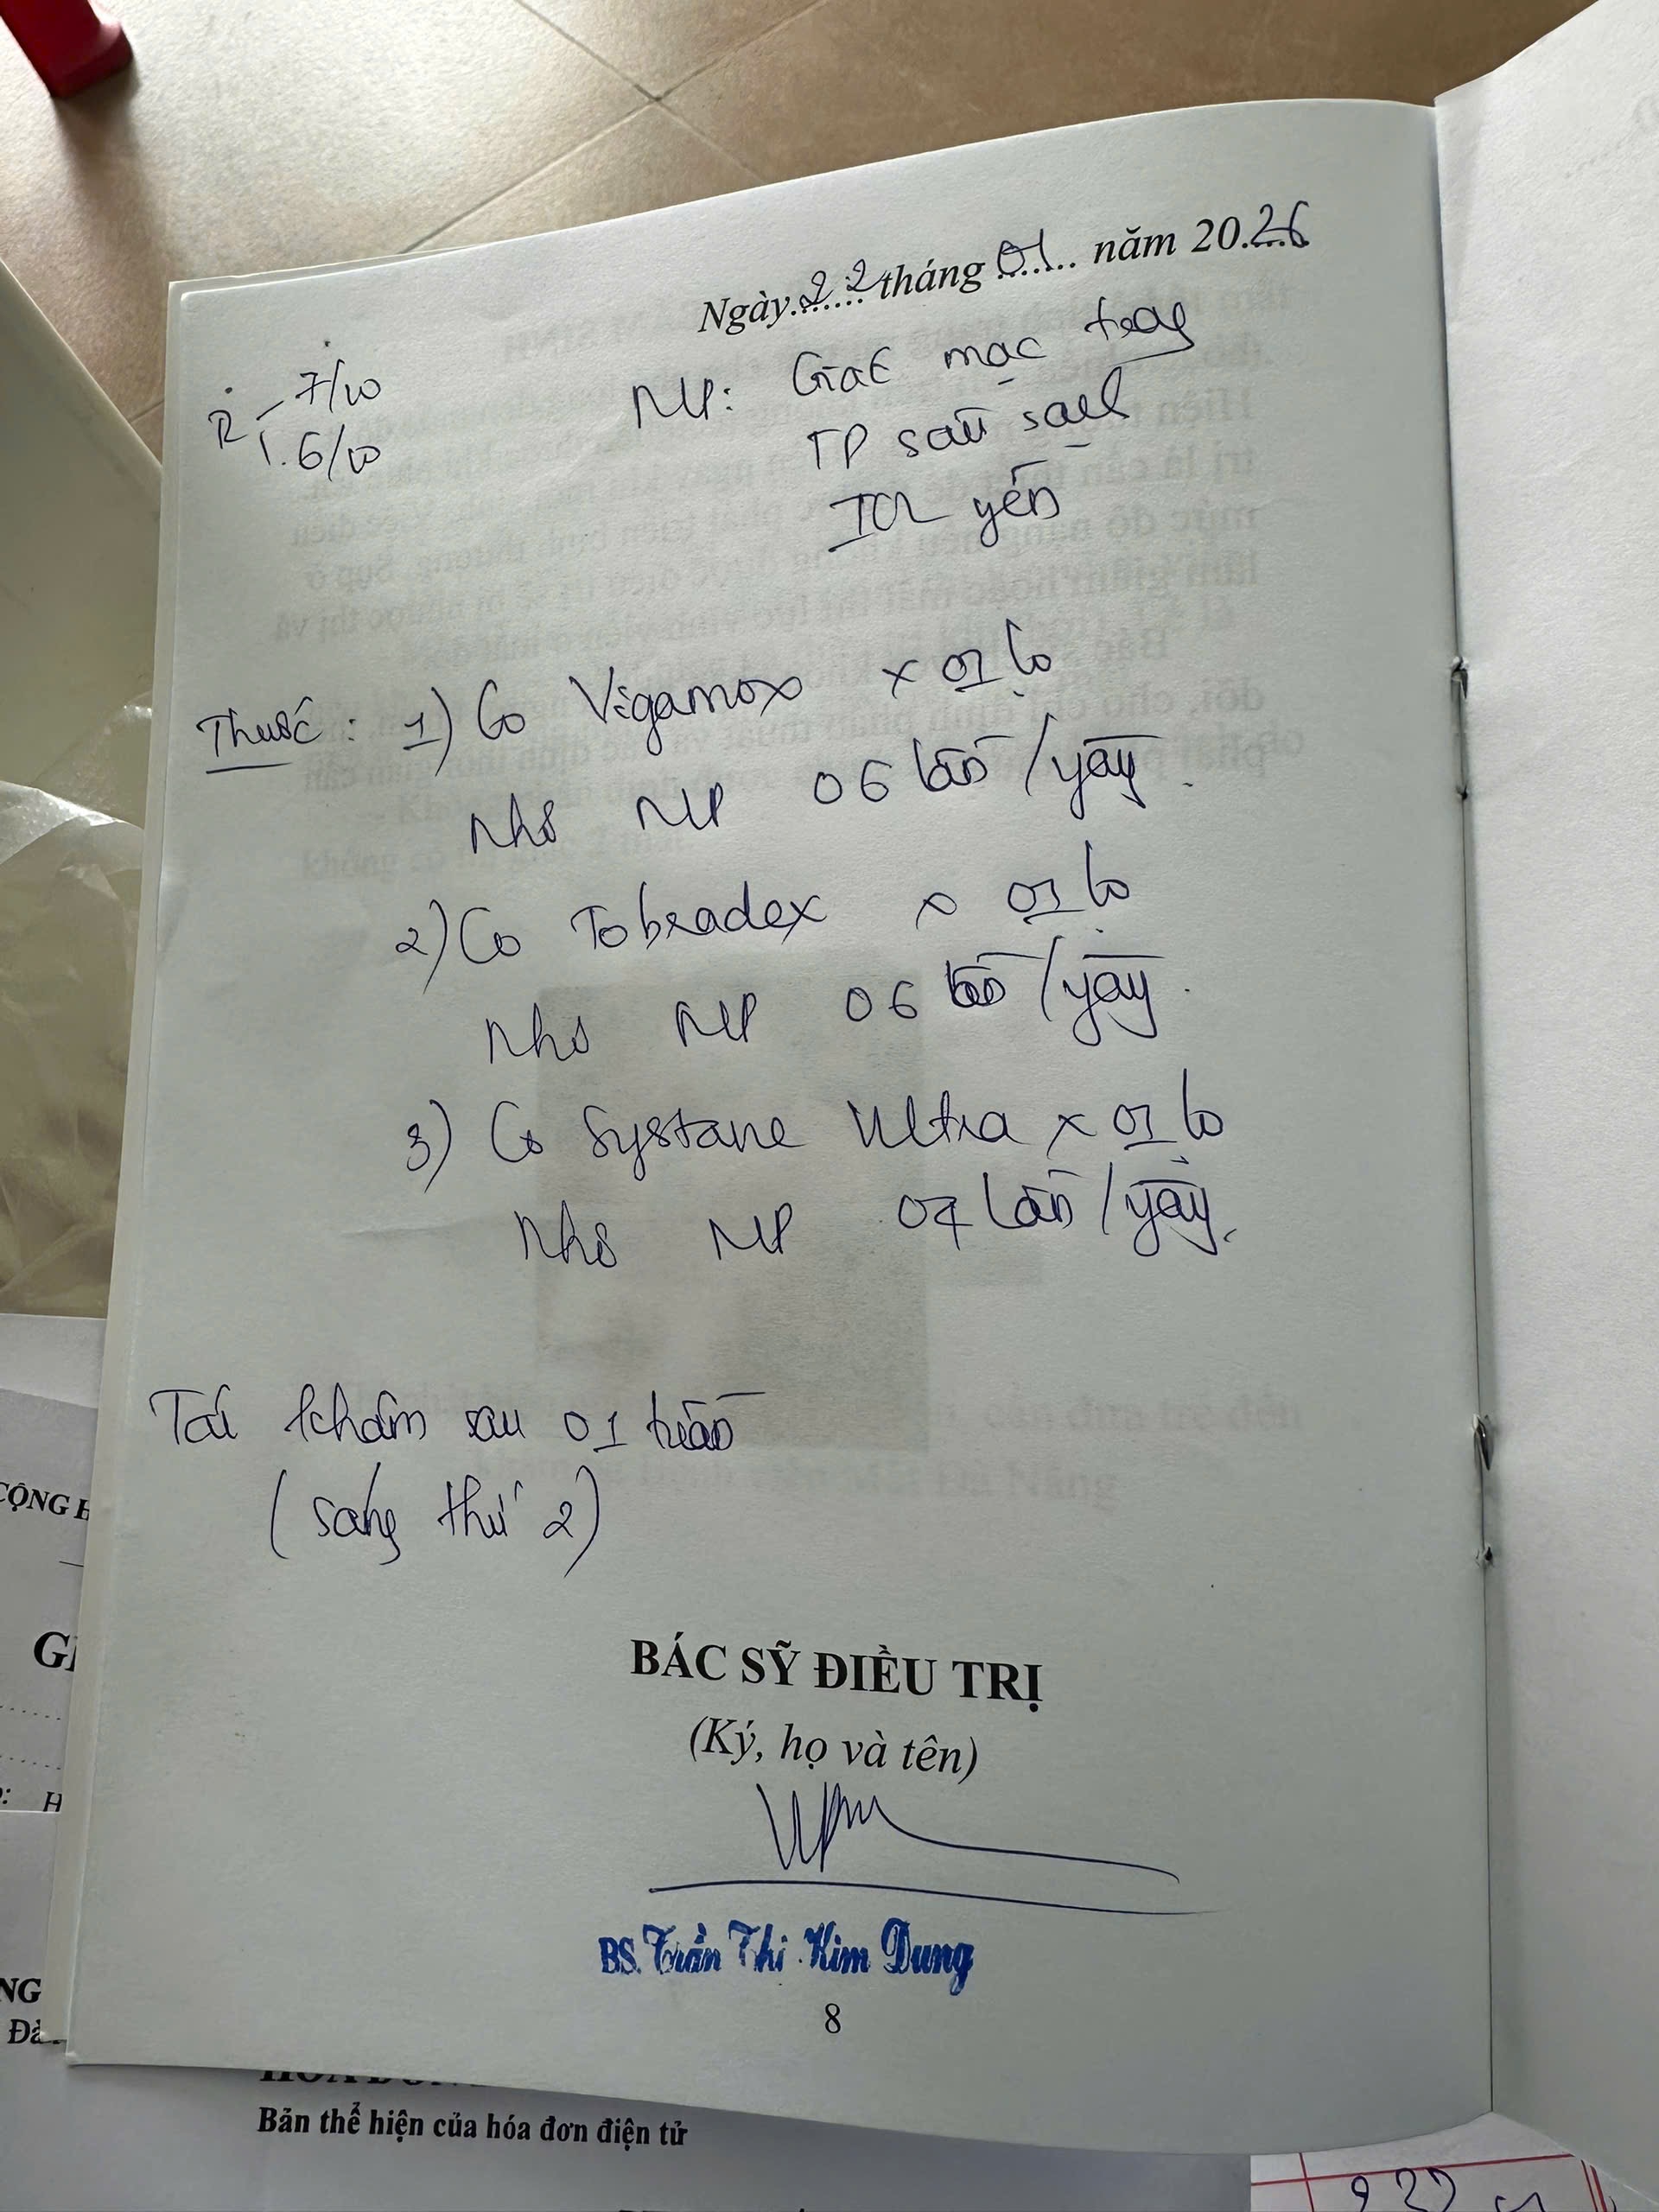 Ngày 22 tháng 01 năm 2026
7/10
R
T. 6/10
MP: Giác mạc trong
TP sâu sạch
IOL yên
Thuốc: 1) Co Vigamox x 01 lọ
Nhỏ MP 06 lần/ngày.
2) Co Tobradex x 01 lọ
Nhỏ MP 06 lần/ngày.
3) Co Systane Ultra x 01 lọ
Nhỏ MP 04 lần/ngày.
Tái khám sau 01 tuần
(sáng thứ 2)
BÁC SỸ ĐIỀU TRỊ
(Ký, họ và tên)
BS. Trần Thị Kim Dung
8
CỘNG H
NG
Bản thể hiện của hóa đơn điện tử